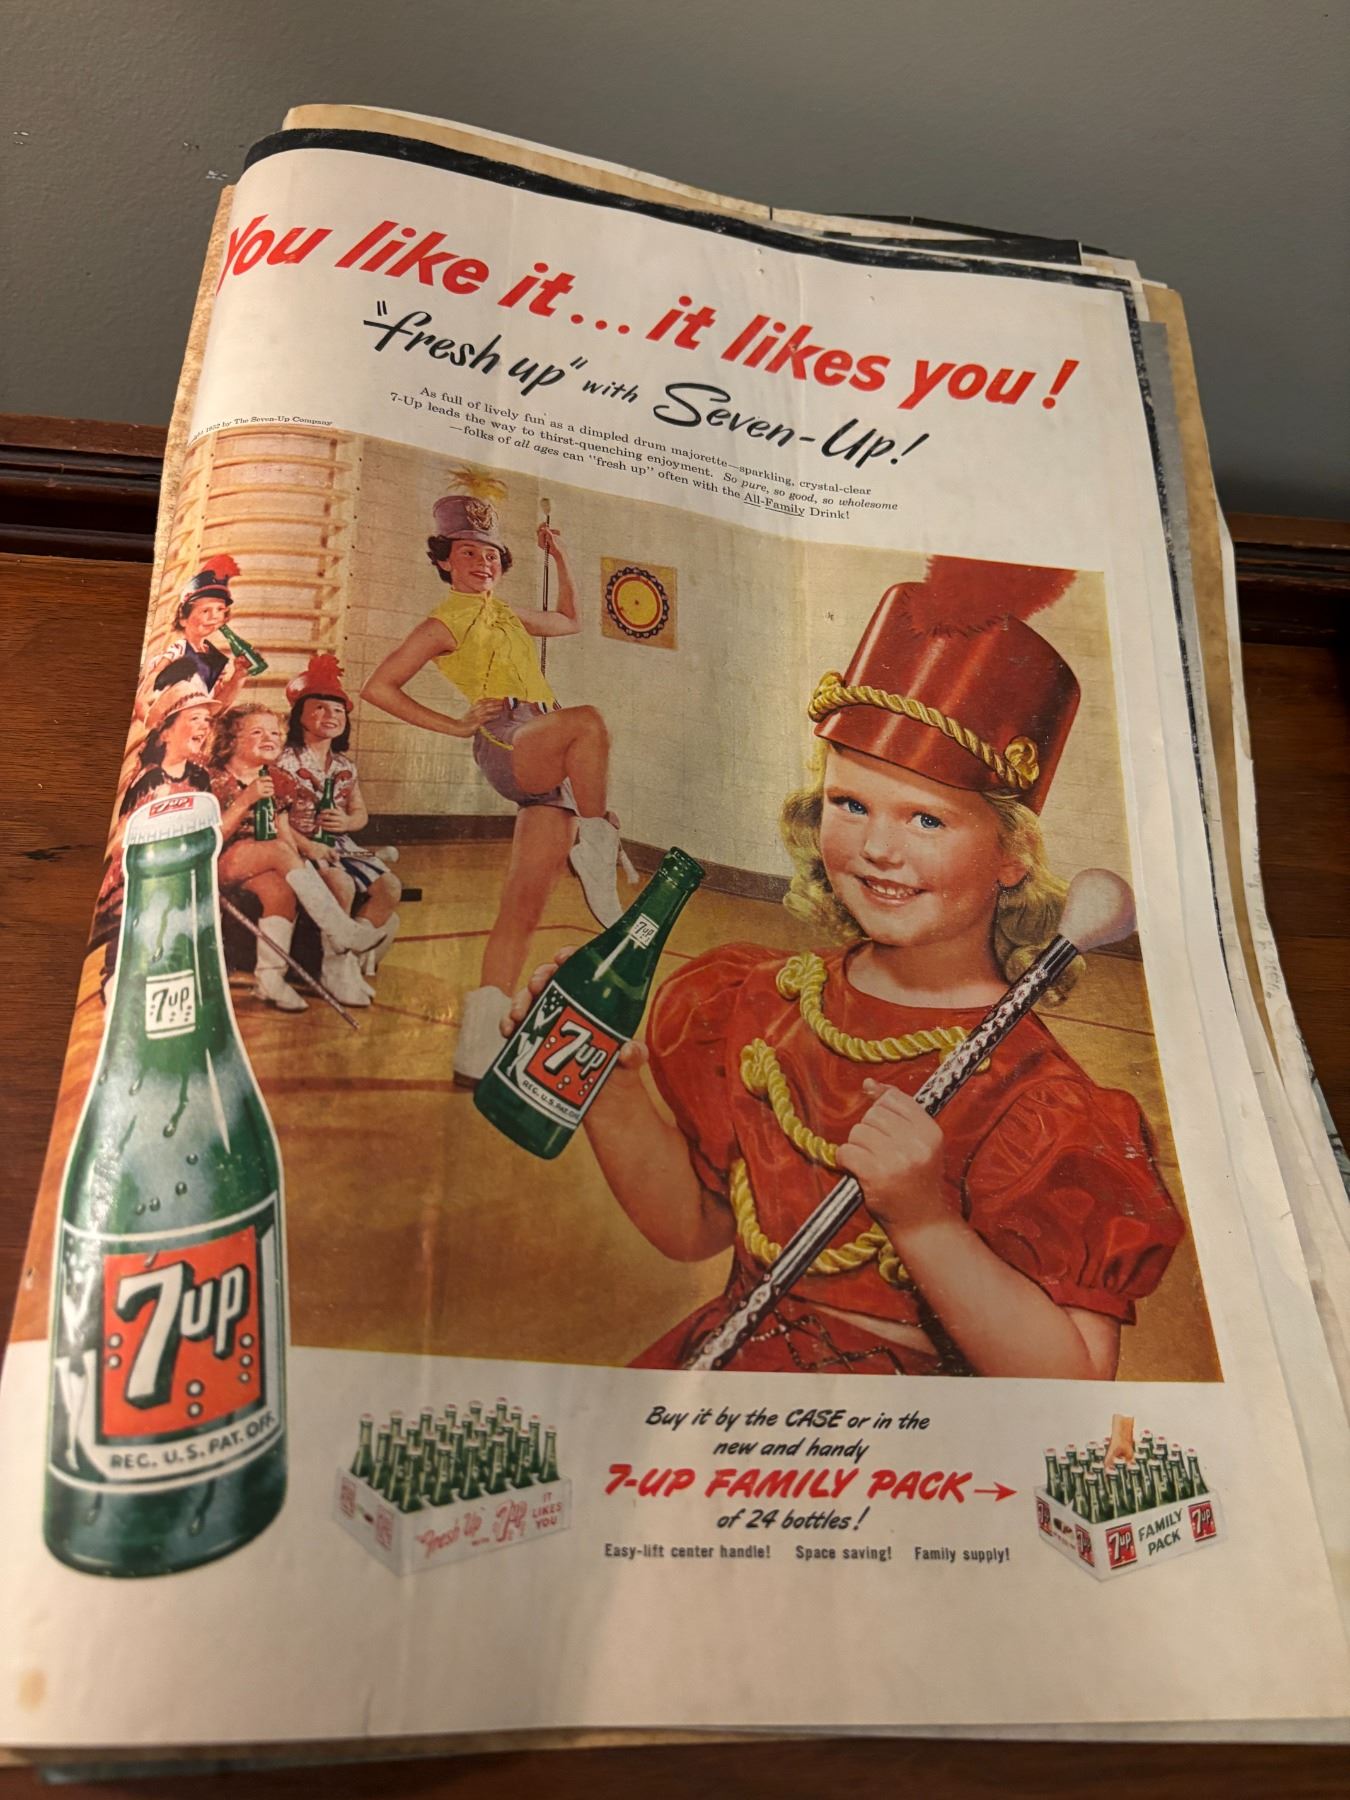 You like it... it likes you!
"fresh up" with Seven-Up!
As full of lively fun as a dimpled drum majorette—sparkling, crystal-clear
7-Up leads the way to thirst-quenching enjoyment. So pure, so good, so wholesome
—folks of all ages can "fresh up" often with the All-Family Drink!
1952 by The Seven-Up Company
7up
7up
7up
REG. U.S. PAT. OFF.
7up
7up
REG. U.S. PAT. OFF.
"Fresh Up" WITH 7up IT LIKES YOU
Buy it by the CASE or in the
new and handy
7-UP FAMILY PACK→
of 24 bottles!
Easy-lift center handle! Space saving! Family supply!
7up FAMILY PACK 7up